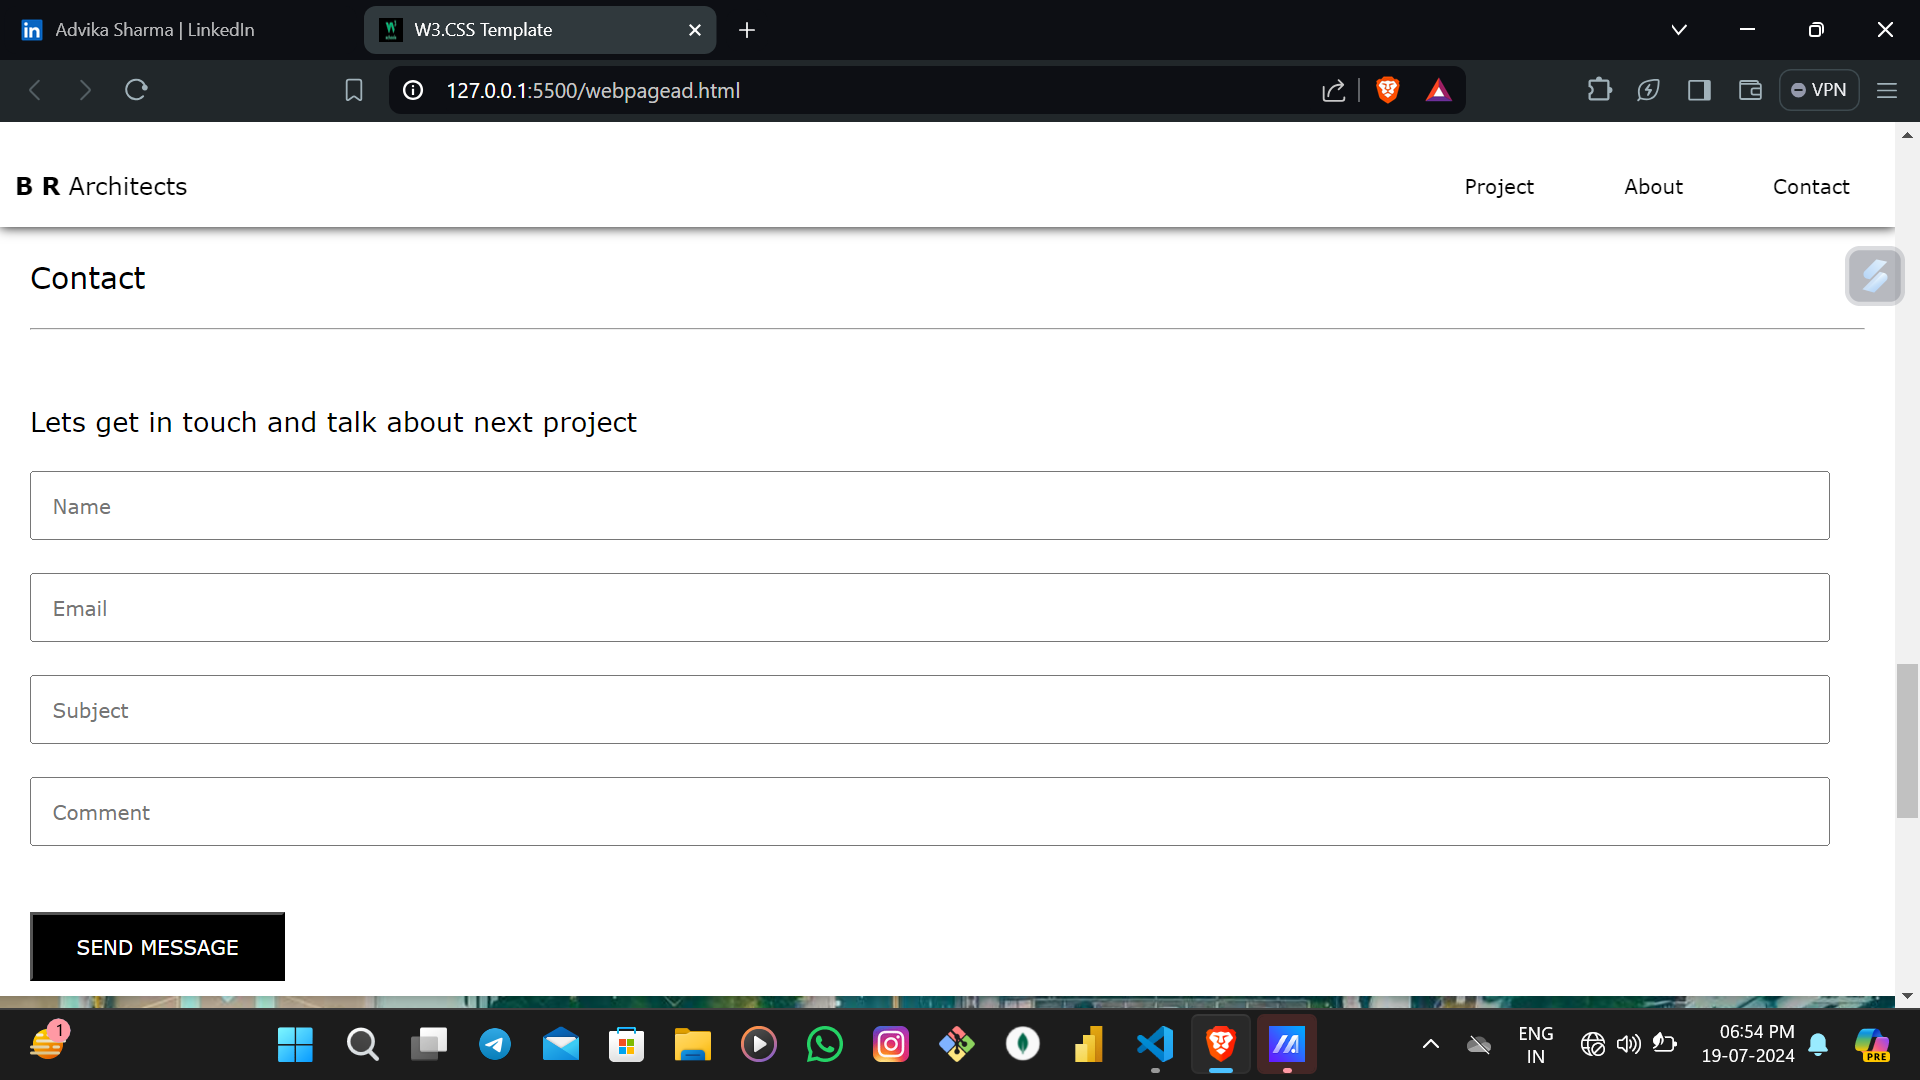 Advika Sharma | LinkedIn
W3.CSS Template
127.0.0.1:5500/webpagead.html
VPN
B R Architects
Project
About
Contact
Contact
Lets get in touch and talk about next project
Name
Email
Subject
Comment
SEND MESSAGE
1
ENG
IN
06:54 PM
19-07-2024
PRE